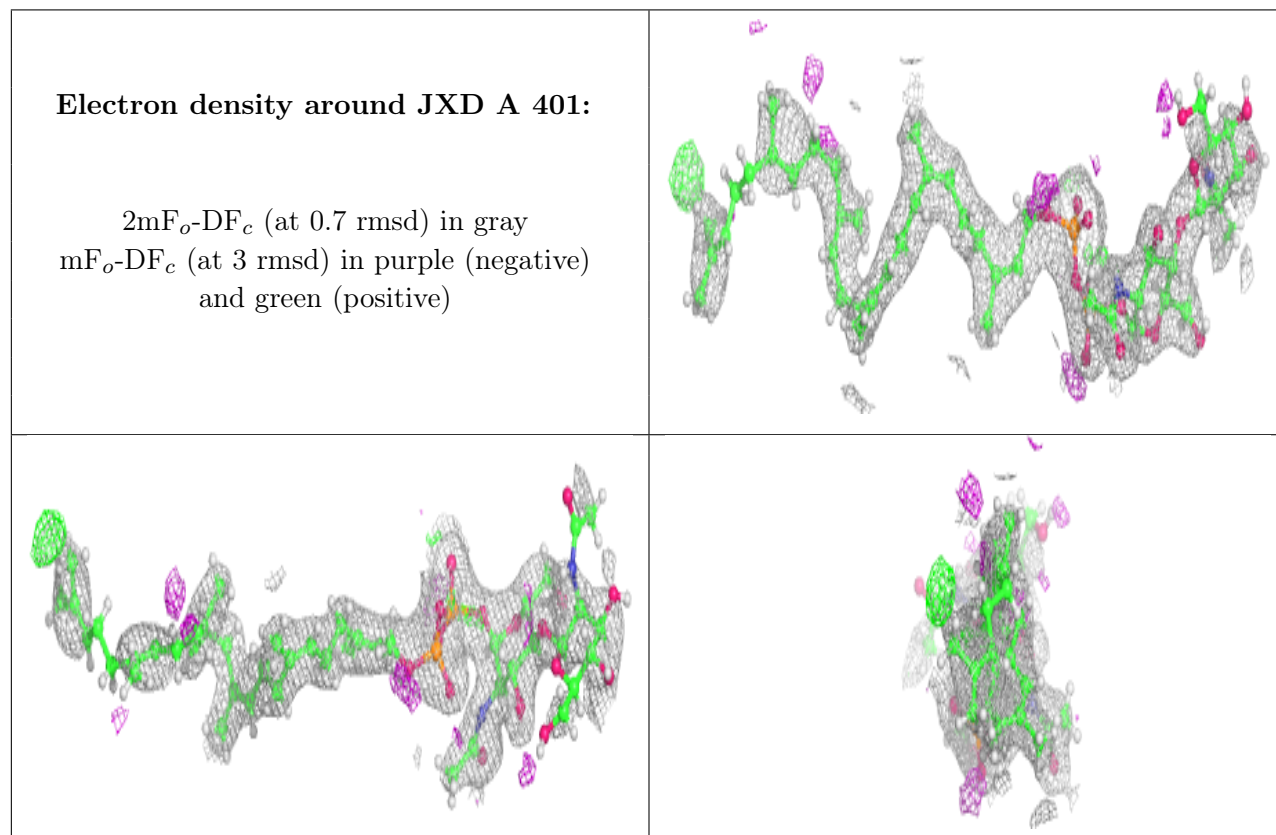 Electron density around JXD A 401:
2mFo-DFc (at 0.7 rmsd) in gray
mFo-DFc (at 3 rmsd) in purple (negative)
and green (positive)